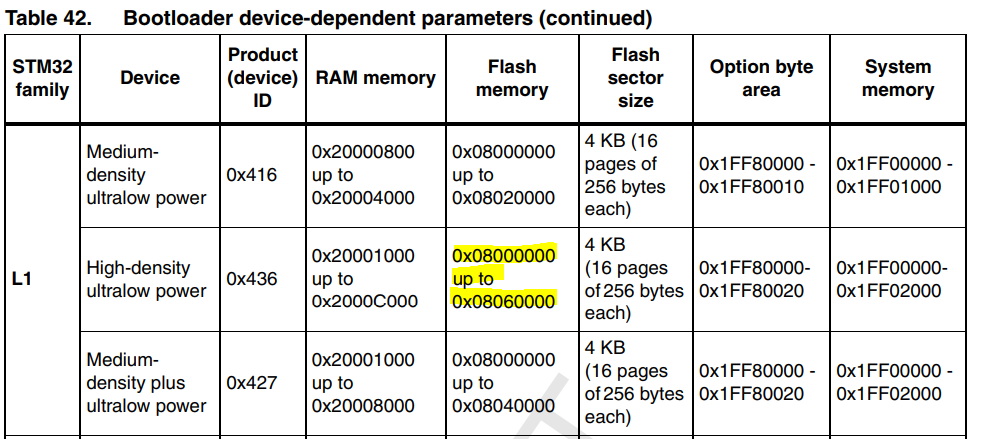 Table 42. Bootloader device-dependent parameters (continued)
STM32
family
Device
Product
(device)
ID
RAM memory
Flash
memory
Flash
sector
size
Option byte
area
System
memory
L1
Medium-
density
ultralow power
0x416
0x20000800
up to
0x20004000
0x08000000
up to
0x08020000
4 KB (16
pages of
256 bytes
each)
0x1FF80000 -
0x1FF80010
0x1FF00000 -
0x1FF01000
High-density
ultralow power
0x436
0x20001000
up to
0x2000C000
0x08000000
up to
0x08060000
4 KB
(16 pages
of 256 bytes
each)
0x1FF80000-
0x1FF80020
0x1FF00000-
0x1FF02000
Medium-
density plus
ultralow power
0x427
0x20001000
up to
0x20008000
0x08000000
up to
0x08040000
4 KB
(16 pages
of 256 bytes
each)
0x1FF80000 -
0x1FF80020
0x1FF00000 -
0x1FF02000